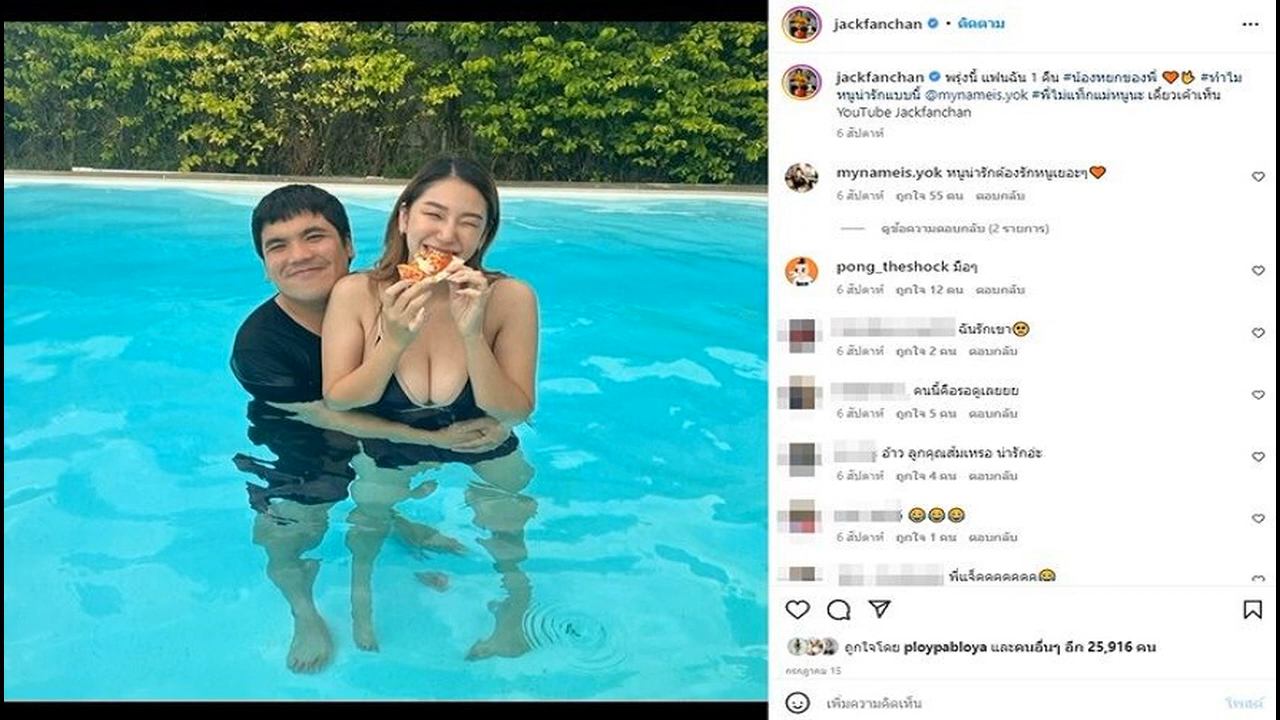 jackfanchan • ติดตาม
jackfanchan พรุ่งนี้ แฟนฉัน 1 คืน #น้องหยกของพี่ 🧡🤟 #ทำไม
หนูน่ารักแบบนี้ @mynameis.yok #พี่ไม่แท็กแม่หนูนะ เดี๋ยวเค้าเห็น
YouTube Jackfanchan
6 สัปดาห์
mynameis.yok หนูน่ารักต้องรักหนูเยอะๆ🧡
6 สัปดาห์ ถูกใจ 55 คน ตอบกลับ
ดูข้อความตอบกลับ (2 รายการ)
pong_theshock มือๆ
6 สัปดาห์ ถูกใจ 12 คน ตอบกลับ
ฉันรักเขา🥺
6 สัปดาห์ ถูกใจ 2 คน ตอบกลับ
คนนี้คือรอดูเลยยย
6 สัปดาห์ ถูกใจ 5 คน ตอบกลับ
อ้าว ลูกคุณส้มเหรอ น่ารักอ่ะ
6 สัปดาห์ ถูกใจ 4 คน ตอบกลับ
😂😂😂
6 สัปดาห์ ถูกใจ 1 คน ตอบกลับ
พี่แจ็คคคคคคคค😂
ถูกใจโดย ploypabloya และคนอื่นๆ อีก 25,916 คน
กรกฎาคม 15
เพิ่มความคิดเห็น
โพสต์